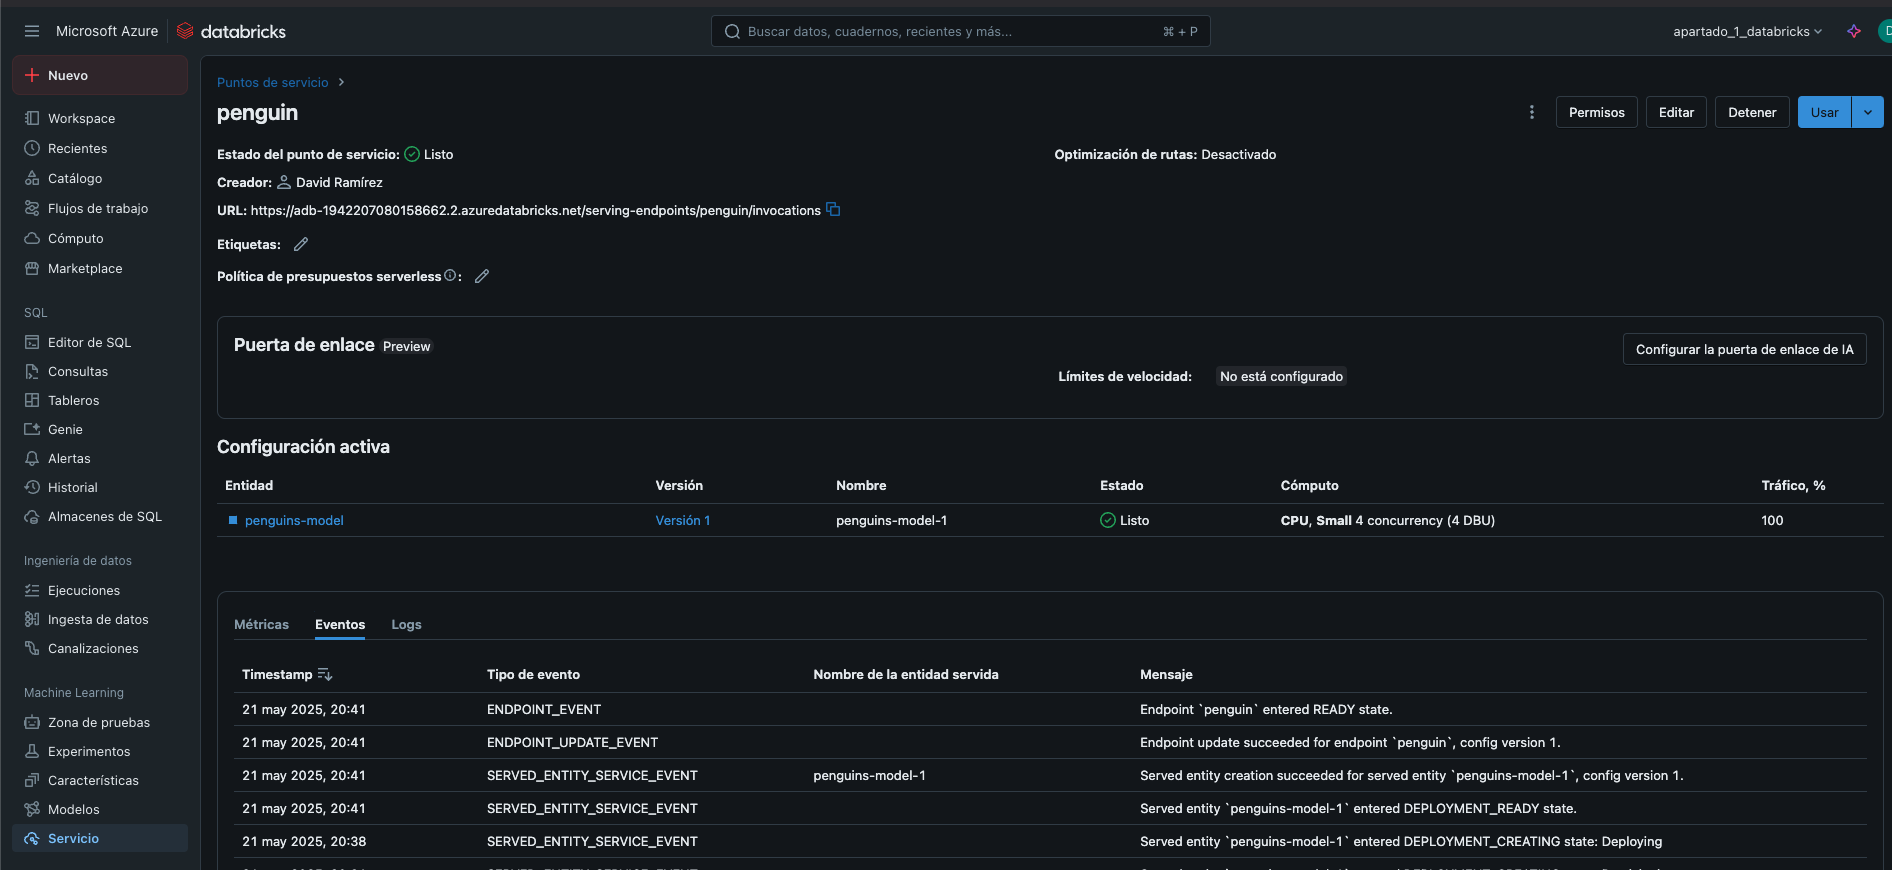 Microsoft Azure databricks
Buscar datos, cuadernos, recientes y más... ⌘ + P
apartado_1_databricks
Nuevo
Workspace
Recientes
Catálogo
Flujos de trabajo
Cómputo
Marketplace
SQL
Editor de SQL
Consultas
Tableros
Genie
Alertas
Historial
Almacenes de SQL
Ingeniería de datos
Ejecuciones
Ingesta de datos
Canalizaciones
Machine Learning
Zona de pruebas
Experimentos
Características
Modelos
Servicio
Puntos de servicio
penguin
Permisos Editar Detener Usar
Estado del punto de servicio: Listo
Optimización de rutas: Desactivado
Creador: David Ramírez
URL: https://adb-1942207080158662.2.azuredatabricks.net/serving-endpoints/penguin/invocations
Etiquetas:
Política de presupuestos serverless :
Puerta de enlace Preview
Configurar la puerta de enlace de IA
Límites de velocidad: No está configurado
Configuración activa
Entidad Versión Nombre Estado Cómputo Tráfico, %
penguins-model Versión 1 penguins-model-1 Listo CPU, Small 4 concurrency (4 DBU) 100
Métricas Eventos Logs
Timestamp Tipo de evento Nombre de la entidad servida Mensaje
21 may 2025, 20:41 ENDPOINT_EVENT Endpoint `penguin` entered READY state.
21 may 2025, 20:41 ENDPOINT_UPDATE_EVENT Endpoint update succeeded for endpoint `penguin`, config version 1.
21 may 2025, 20:41 SERVED_ENTITY_SERVICE_EVENT penguins-model-1 Served entity creation succeeded for served entity `penguins-model-1`, config version 1.
21 may 2025, 20:41 SERVED_ENTITY_SERVICE_EVENT Served entity `penguins-model-1` entered DEPLOYMENT_READY state.
21 may 2025, 20:38 SERVED_ENTITY_SERVICE_EVENT Served entity `penguins-model-1` entered DEPLOYMENT_CREATING state: Deploying